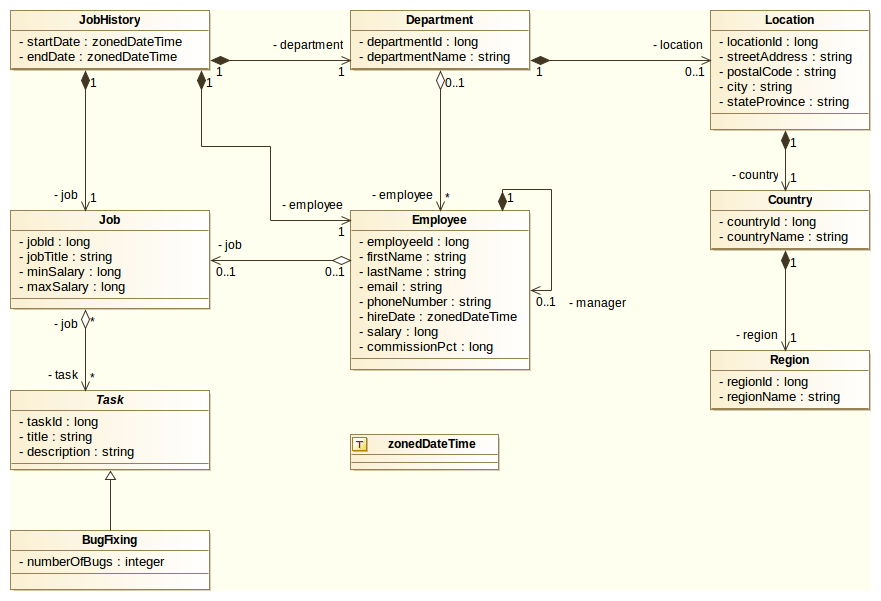 JobHistory
- startDate : zonedDateTime
- endDate : zonedDateTime
- department
1
1
Department
- departmentId : long
- departmentName : string
- location
1
0..1
Location
- locationId : long
- streetAddress : string
- postalCode : string
- city : string
- stateProvince : string
1
1
0..1
1
- country
1
- job
1
- employee
1
- employee
*
Job
- jobId : long
- jobTitle : string
- minSalary : long
- maxSalary : long
- job
0..1
0..1
Employee
- employeeId : long
- firstName : string
- lastName : string
- email : string
- phoneNumber : string
- hireDate : zonedDateTime
- salary : long
- commissionPct : long
1
0..1
- manager
Country
- countryId : long
- countryName : string
1
- region
1
Region
- regionId : long
- regionName : string
- job
*
- task
*
Task
- taskId : long
- title : string
- description : string
T
zonedDateTime
BugFixing
- numberOfBugs : integer